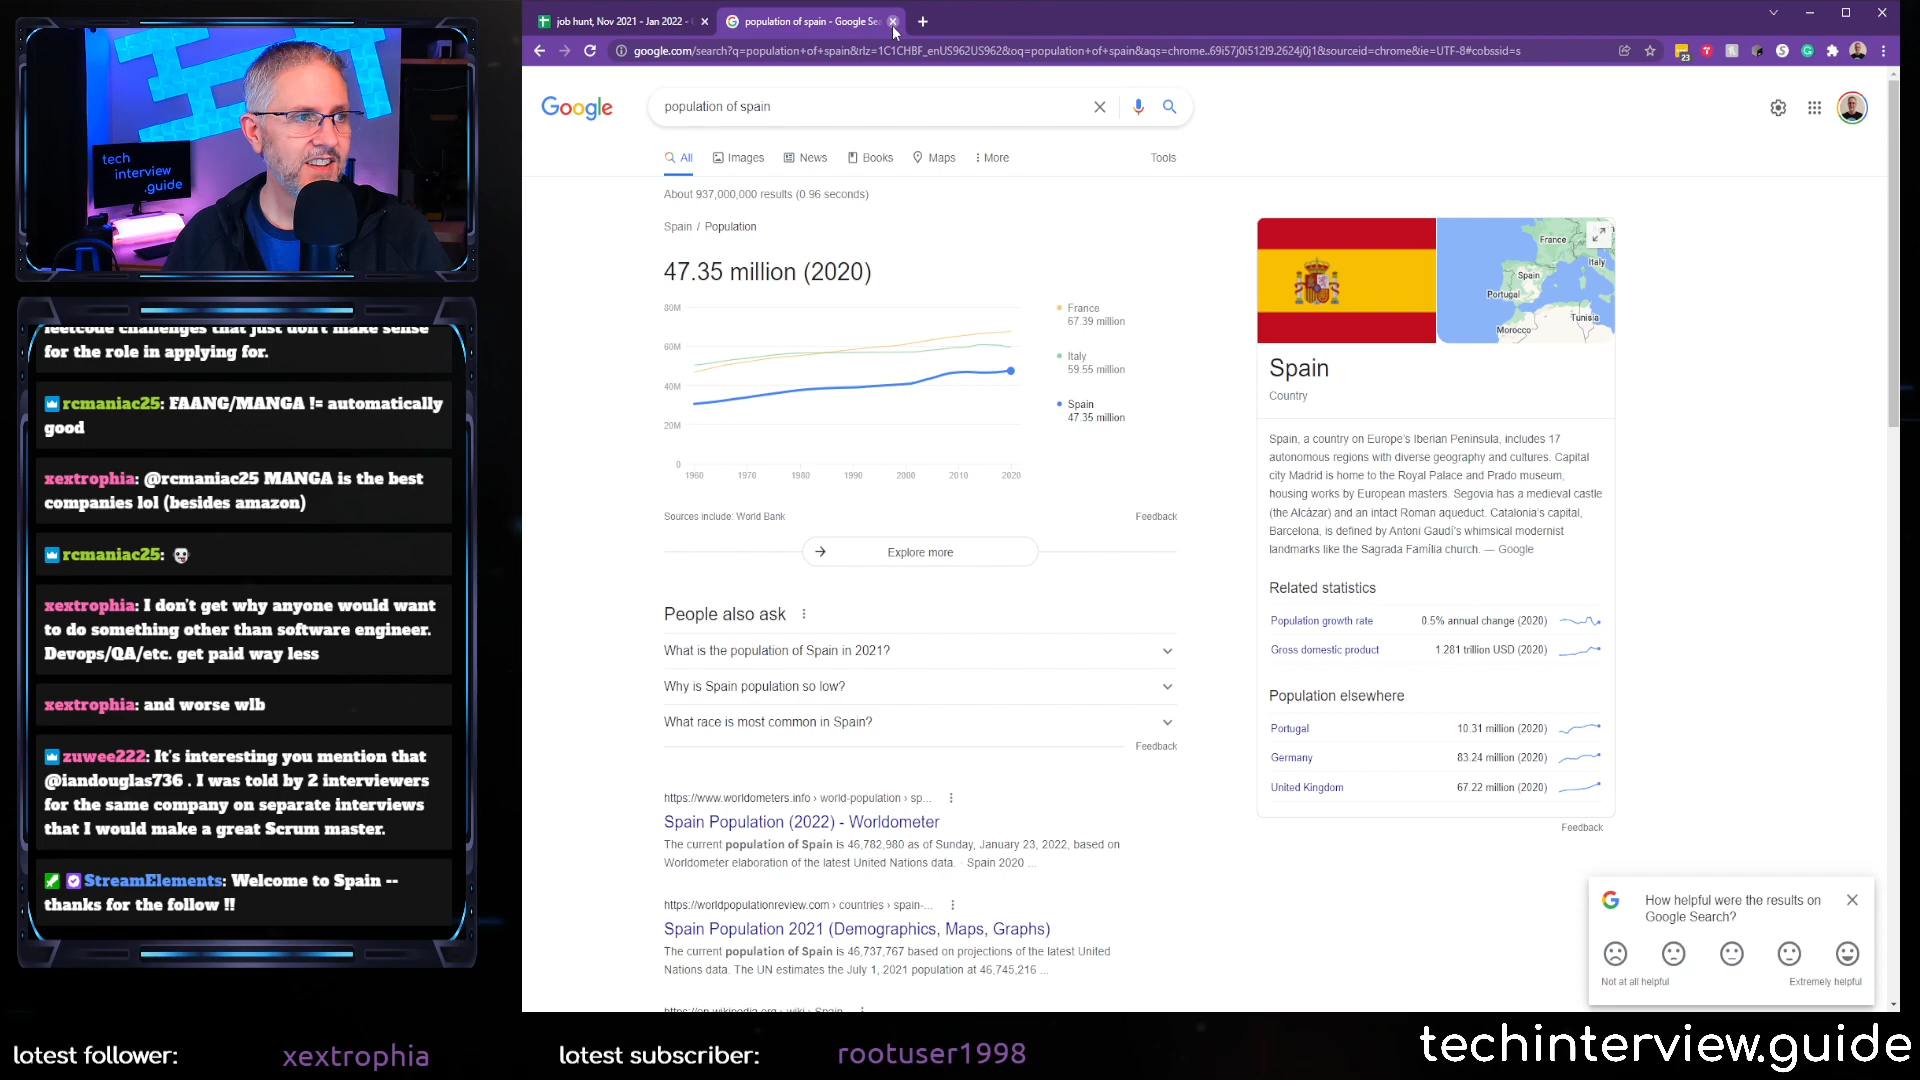 job hunt, Nov 2021 - Jan 2022 -
population of spain - Google Se
google.com/search?q=population+of+spain&rlz=1C1CHBF_enUS962US962&oq=population+of+spain&aqs=chrome..69i57j0i512l9.2624j0j1&sourceid=chrome&ie=UTF-8#cobssid=s
23
tech
interview
.guide
Google
population of spain
All
Images
News
Books
Maps
More
Tools
About 937,000,000 results (0.96 seconds)
Spain / Population
47.35 million (2020)
80M
60M
40M
20M
0
1960
1970
1980
1990
2000
2010
2020
France
67.39 million
Italy
59.55 million
Spain
47.35 million
Sources include: World Bank
Feedback
Explore more
People also ask
What is the population of Spain in 2021?
Why is Spain population so low?
What race is most common in Spain?
Feedback
https://www.worldometers.info › world-population › sp...
Spain Population (2022) - Worldometer
The current population of Spain is 46,782,980 as of Sunday, January 23, 2022, based on
Worldometer elaboration of the latest United Nations data. · Spain 2020 ...
https://worldpopulationreview.com › countries › spain-...
Spain Population 2021 (Demographics, Maps, Graphs)
The current population of Spain is 46,737,767 based on projections of the latest United
Nations data. The UN estimates the July 1, 2021 population at 46,745,216 ...
https://en.wikipedia.org › wiki › Spain
France
Italy
Spain
Portugal
Tunisia
Morocco
Spain
Country
Spain, a country on Europe's Iberian Peninsula, includes 17
autonomous regions with diverse geography and cultures. Capital
city Madrid is home to the Royal Palace and Prado museum,
housing works by European masters. Segovia has a medieval castle
(the Alcázar) and an intact Roman aqueduct. Catalonia's capital,
Barcelona, is defined by Antoni Gaudí's whimsical modernist
landmarks like the Sagrada Família church. — Google
Related statistics
Population growth rate 0.5% annual change (2020)
Gross domestic product 1.281 trillion USD (2020)
Population elsewhere
Portugal 10.31 million (2020)
Germany 83.24 million (2020)
United Kingdom 67.22 million (2020)
Feedback
How helpful were the results on
Google Search?
Not at all helpful
Extremely helpful
leetcode challenges that just don't make sense
for the role in applying for.
rcmaniac25: FAANG/MANGA != automatically
good
xextrophia: @rcmaniac25 MANGA is the best
companies lol (besides amazon)
rcmaniac25:
xextrophia: I don't get why anyone would want
to do something other than software engineer.
Devops/QA/etc. get paid way less
xextrophia: and worse wlb
zuwee222: It's interesting you mention that
@iandouglas736 . I was told by 2 interviewers
for the same company on separate interviews
that I would make a great Scrum master.
StreamElements: Welcome to Spain --
thanks for the follow !!
latest follower: xextrophia
latest subscriber: rootuser1998
techinterview.guide